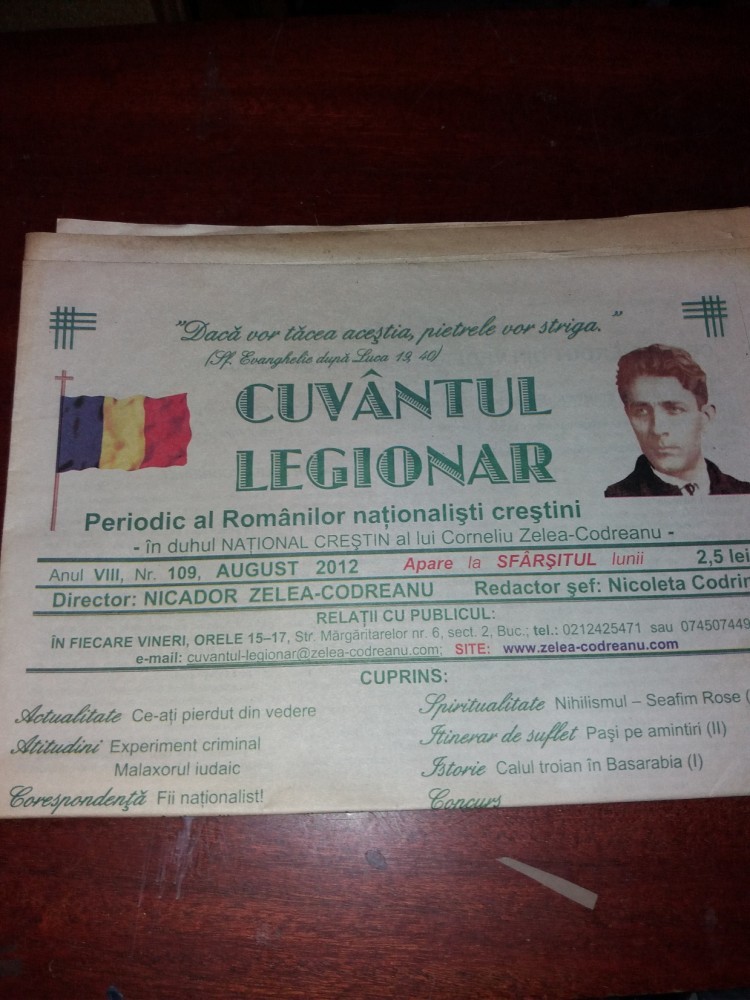 "Dacă vor tăcea aceştia, pietrele vor striga."
(Sf. Evanghelie după Luca 19, 40)
CUVÂNTUL
LEGIONAR
Periodic al Românilor naţionalişti creştini
- în duhul NAŢIONAL CREŞTIN al lui Corneliu Zelea-Codreanu -
Anul VIII, Nr. 109, AUGUST 2012 Apare la SFÂRŞITUL lunii 2,5 lei
Director: NICADOR ZELEA-CODREANU Redactor şef: Nicoleta
RELAŢII CU PUBLICUL:
ÎN FIECARE VINERI, ORELE 15–17, Str. Mărgăritarelor nr. 6, sect. 2, Buc.; tel.: 0212425471 sau 074507449
e-mail: cuvantul-legionar@zelea-codreanu.com; SITE: www.zelea-codreanu.com
CUPRINS:
Actualitate Ce-aţi pierdut din vedere
Atitudini Experiment criminal
Malaxorul iudaic
Corespondenţă Fii naţionalist!
Spiritualitate Nihilismul – Seafim Rose (
Itinerar de suflet Paşi pe amintiri (II)
Istorie Calul troian în Basarabia (I)
Concurs